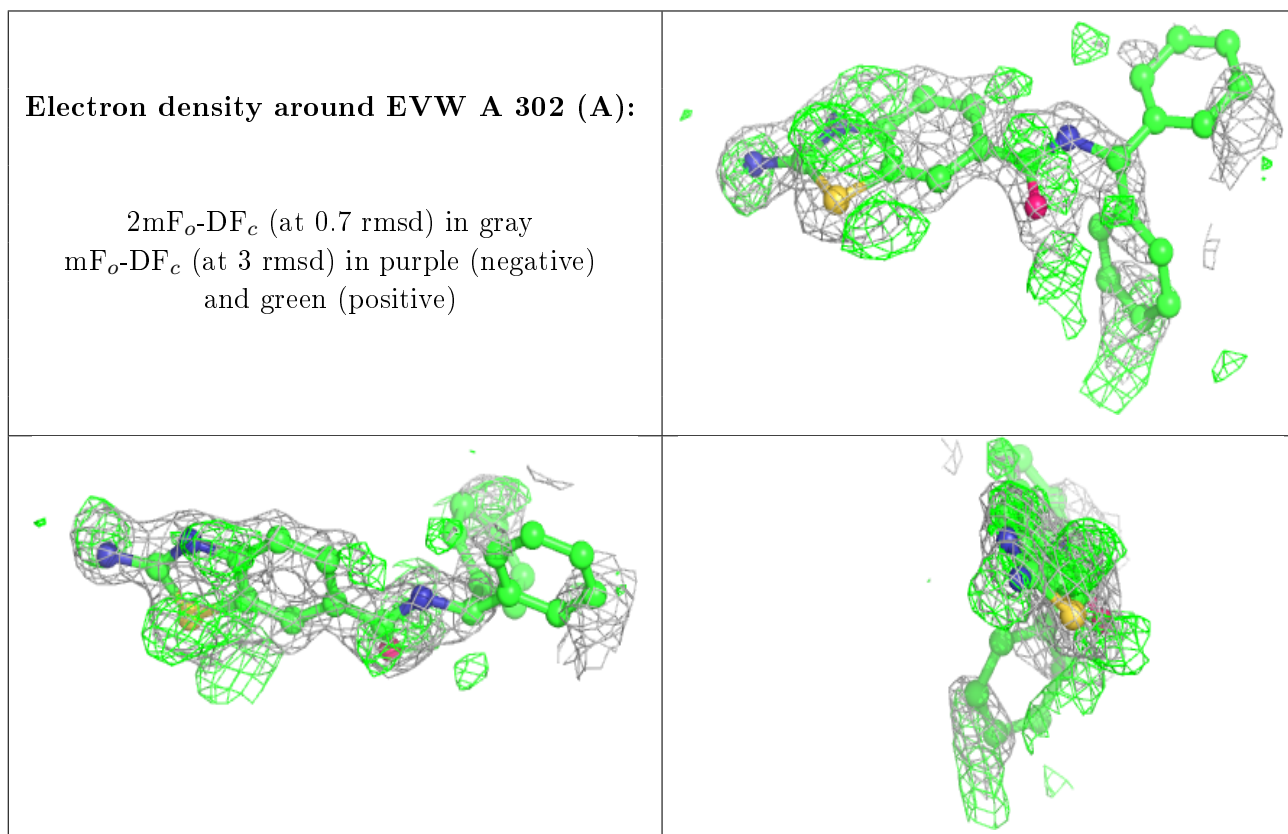 Electron density around EVW A 302 (A):
2mFo-DFc (at 0.7 rmsd) in gray
mFo-DFc (at 3 rmsd) in purple (negative)
and green (positive)